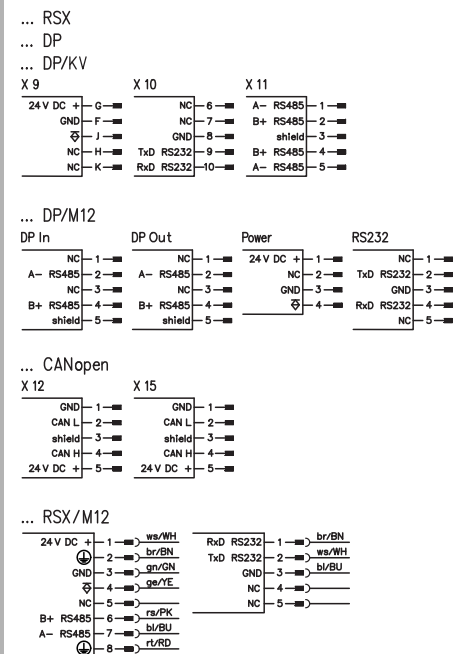 ... RSX
... DP
... DP/KV
X 9 X 10 X 11
24 V DC + G NC 6 A- RS485 1
GND F NC 7 B+ RS485 2
J GND 8 shield 3
NC H TxD RS232 9 B+ RS485 4
NC K RxD RS232 10 A- RS485 5
... DP/M12
DP In DP Out Power RS232
NC 1 NC 1 24 V DC + 1 NC 1
A- RS485 2 A- RS485 2 NC 2 TxD RS232 2
NC 3 NC 3 GND 3 GND 3
B+ RS485 4 B+ RS485 4 4 RxD RS232 4
shield 5 shield 5 NC 5
... CANopen
X 12 X 15
GND 1 GND 1
CAN L 2 CAN L 2
shield 3 shield 3
CAN H 4 CAN H 4
24 V DC + 5 24 V DC + 5
... RSX/M12
24 V DC + 1 ws/WH RxD RS232 1 br/BN
2 br/BN TxD RS232 2 ws/WH
GND 3 gn/GN GND 3 bl/BU
4 ge/YE NC 4
NC 5 NC 5
B+ RS485 6 rs/PK
A- RS485 7 bl/BU
8 rt/RD